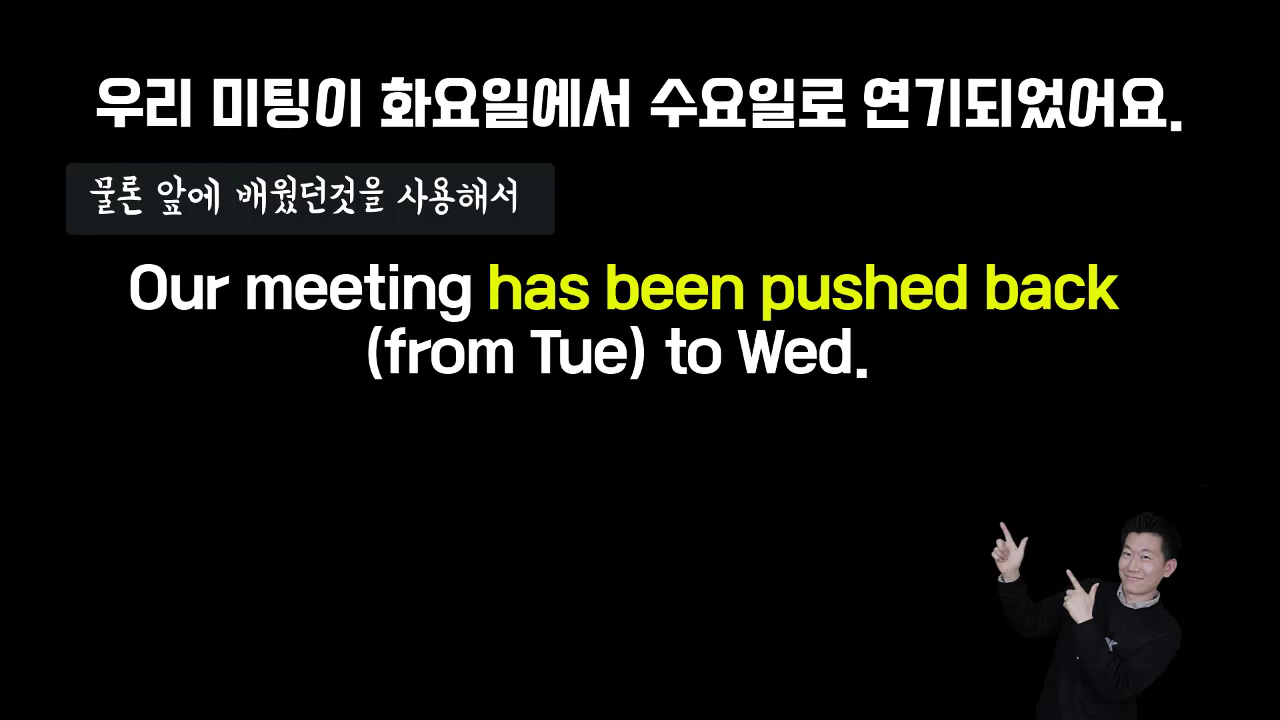 우리 미팅이 화요일에서 수요일로 연기되었어요.
물론 앞에 배웠던것을 사용해서
Our meeting has been pushed back
(from Tue) to Wed.